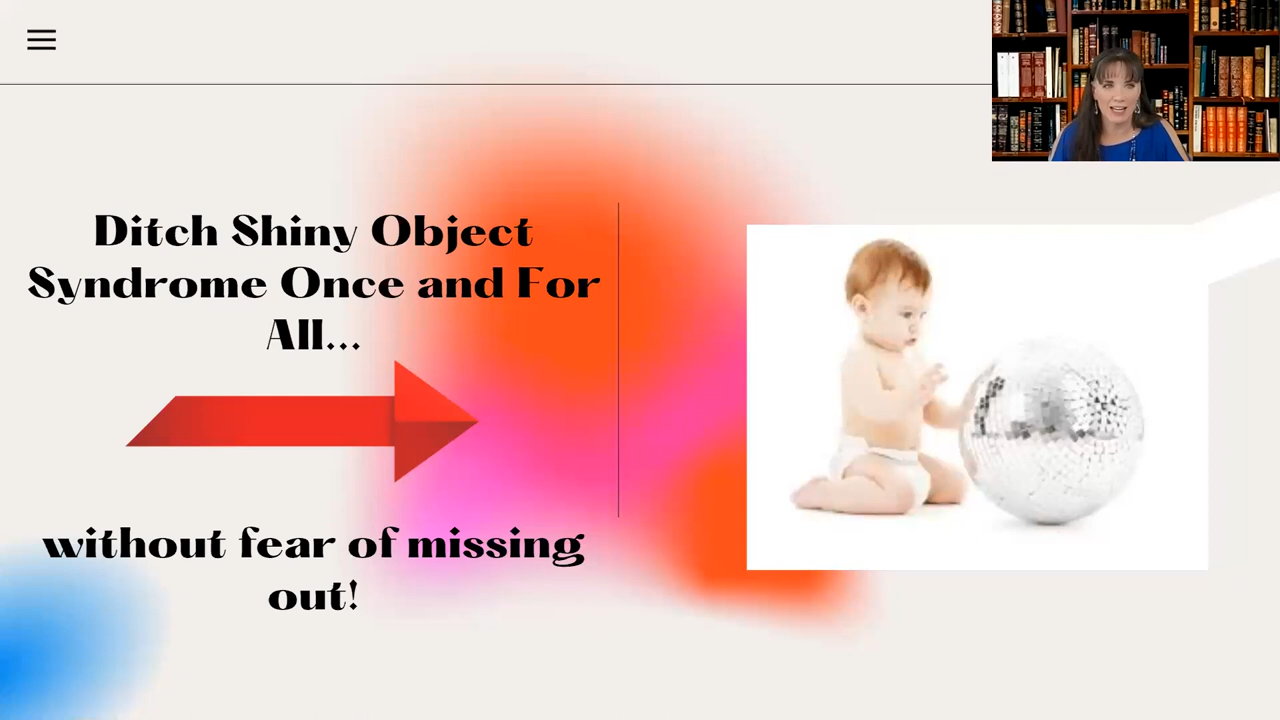 Ditch Shiny Object
Syndrome Once and For
All...
without fear of missing
out!